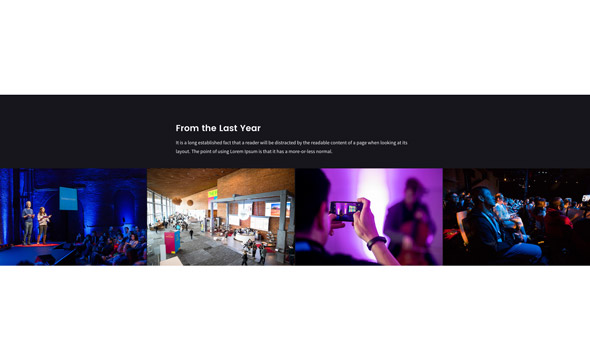 From the Last Year
It is a long established fact that a reader will be distracted by the readable content of a page when looking at its
layout. The point of using Lorem Ipsum is that it has a more-or-less normal.